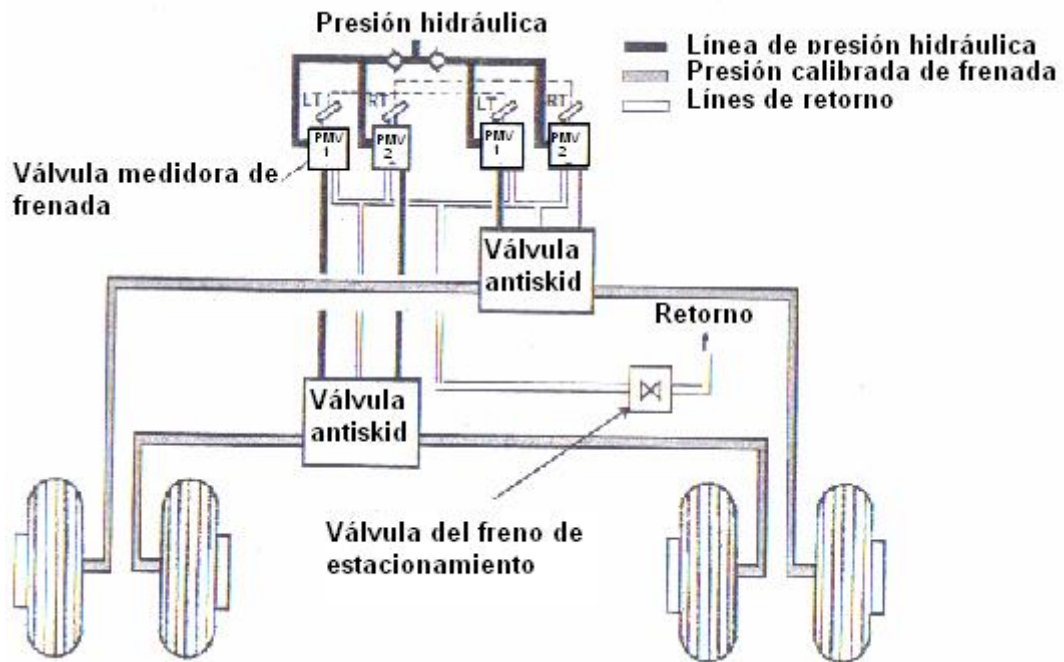 Presión hidráulica
Línea de presión hidráulica
Presión calibrada de frenada
Línes de retorno
LT
RT
LT
RT
PMV
1
PMV
2
PMV
1
PMV
2
Válvula medidora de
frenada
Válvula
antiskid
Retorno
Válvula
antiskid
Válvula del freno de
estacionamiento